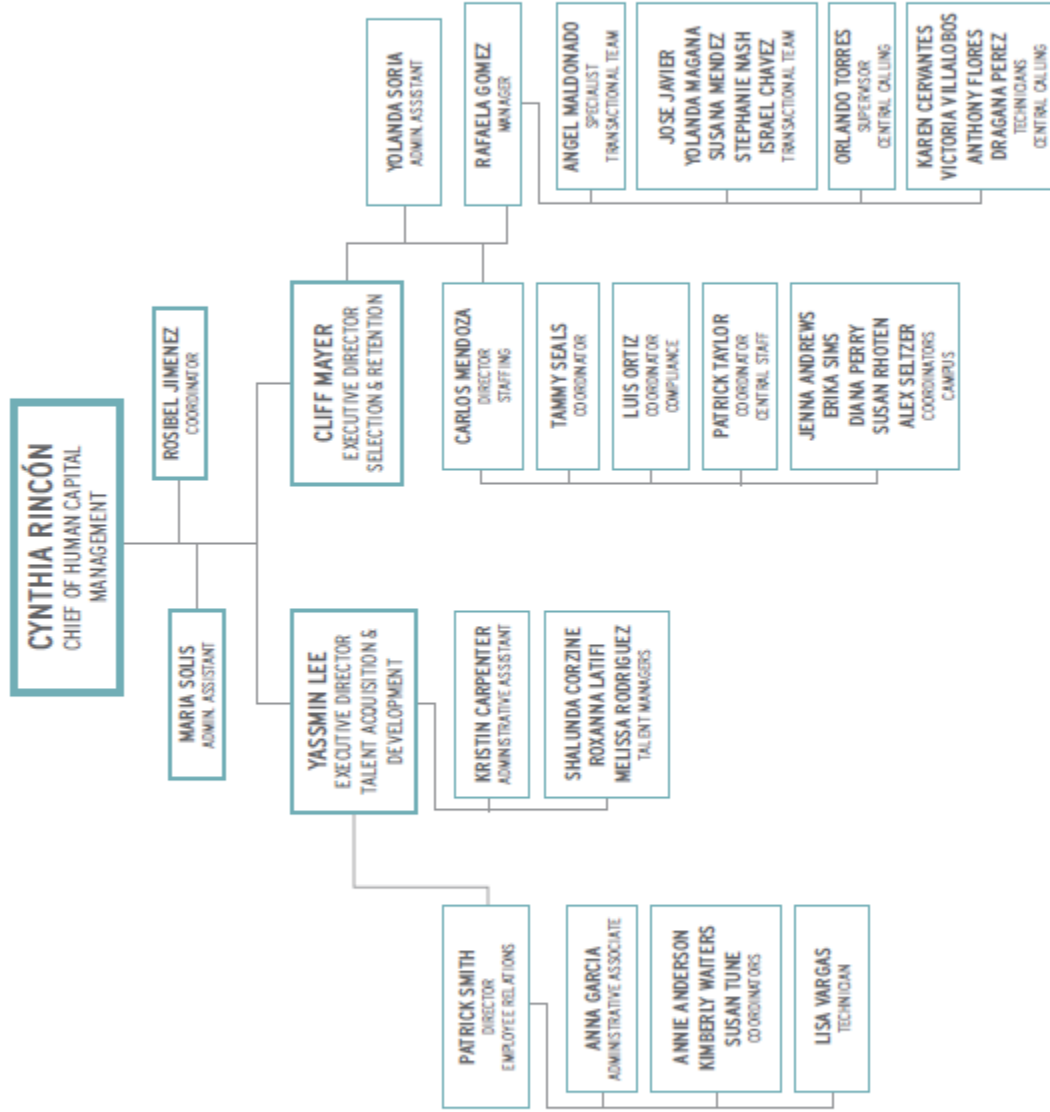 CYNTHIA RINCÓN
CHIEF OF HUMAN CAPITAL
MANAGEMENT
MARIA SOLIS
ADMIN. ASSISTANT
ROSIBEL JIMENEZ
COORDINATOR
YASSMIN LEE
EXECUTIVE DIRECTOR
TALENT ACQUISITION &
DEVELOPMENT
CLIFF MAYER
EXECUTIVE DIRECTOR
SELECTION & RETENTION
PATRICK SMITH
DIRECTOR
EMPLOYEE RELATIONS
ANNA GARCIA
ADMINISTRATIVE ASSOCIATE
ANNIE ANDERSON
KIMBERLY WAITERS
SUSAN TUNE
COORDINATORS
LISA VARGAS
TECHNICIAN
KRISTIN CARPENTER
ADMINISTRATIVE ASSISTANT
SHALUNDA CORZINE
ROXANNA LATIFI
MELISSA RODRIGUEZ
TALENT MANAGERS
CARLOS MENDOZA
DIRECTOR
STAFFING
TAMMY SEALS
COORDINATOR
LUIS ORTIZ
COORDINATOR
COMPLIANCE
PATRICK TAYLOR
COORDINATOR
CENTRAL STAFF
JENNA ANDREWS
ERIKA SIMS
DIANA PERRY
SUSAN RHOTEN
ALEX SELTZER
COORDINATORS
CAMPUS
YOLANDA SORIA
ADMIN. ASSISTANT
RAFAELA GOMEZ
MANAGER
ANGEL MALDONADO
SPECIALIST
TRANSACTIONAL TEAM
JOSE JAVIER
YOLANDA MAGANA
SUSANA MENDEZ
STEPHANIE NASH
ISRAEL CHAVEZ
TRANSACTIONAL TEAM
ORLANDO TORRES
SUPERVISOR
CENTRAL CALLING
KAREN CERVANTES
VICTORIA VILLALOBOS
ANTHONY FLORES
DRAGANA PEREZ
TECHNICIANS
CENTRAL CALLING